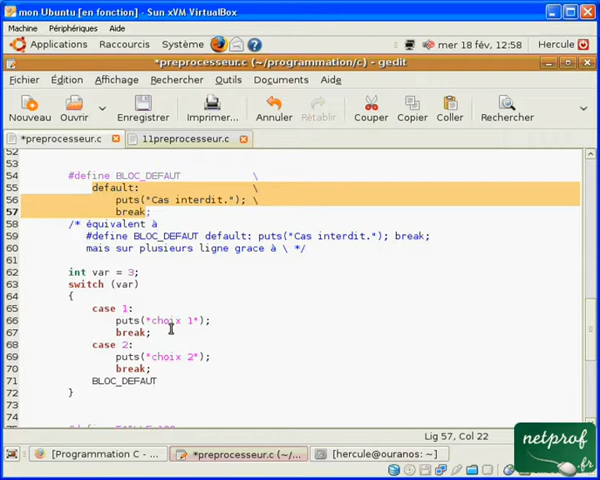 mon Ubuntu [en fonction] - Sun xVM VirtualBox
Machine Périphériques Aide
Applications Raccourcis Système mer 18 fév, 12:58 Hercule
*preprocesseur.c (~/programmation/c) - gedit
Fichier Édition Affichage Rechercher Outils Documents Aide
Nouveau Ouvrir Enregistrer Imprimer... Annuler Rétablir Couper Copier Coller Rechercher
*preprocesseur.c 11preprocesseur.c
52
53
54 #define BLOC_DEFAUT \
55 default: \
56 puts("Cas interdit."); \
57 break;
58 /* équivalent à
59 #define BLOC_DEFAUT default: puts("Cas interdit."); break;
60 mais sur plusieurs ligne grace à \ */
61
62 int var = 3;
63 switch (var)
64 {
65 case 1:
66 puts("choix 1");
67 break;
68 case 2:
69 puts("choix 2");
70 break;
71 BLOC_DEFAUT
72 }
73
74
Lig 57, Col 22
[Programmation C - ... *preprocesseur.c (~/... [hercule@ouranos: ~]
netprof
.fr